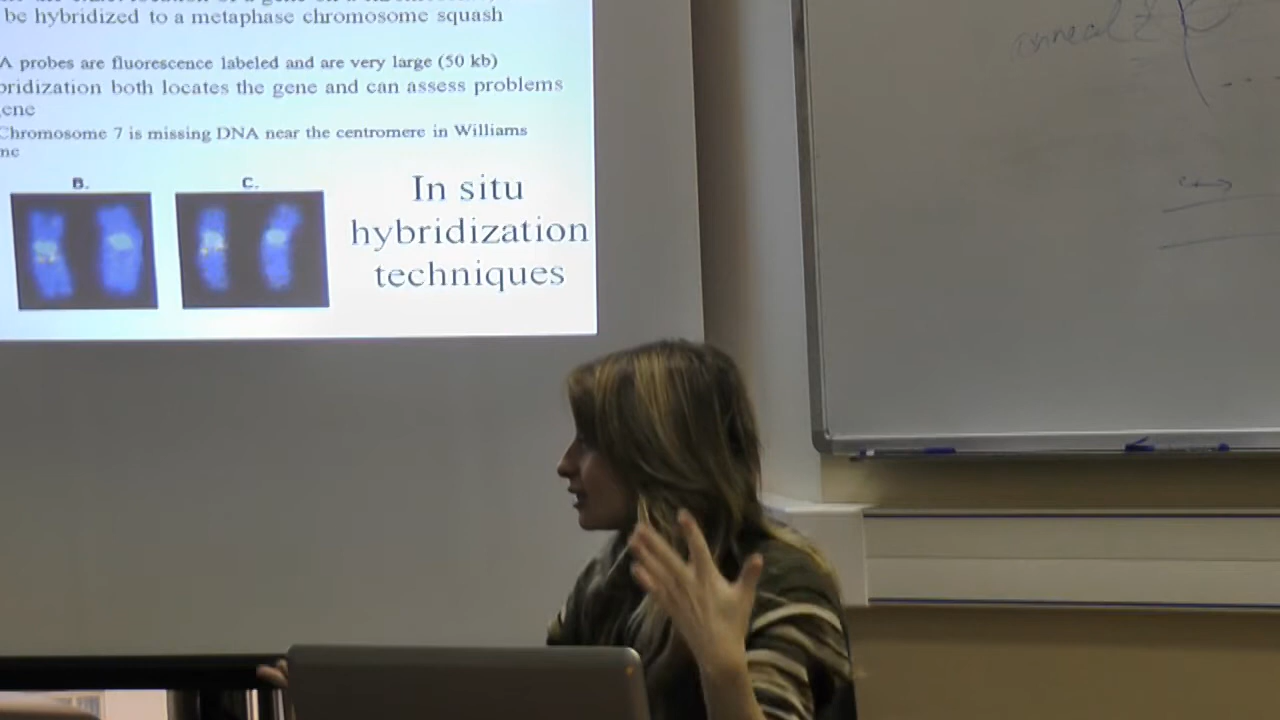 be hybridized to a metaphase chromosome squash
A probes are fluorescence labeled and are very large (50 kb)
bridization both locates the gene and can assess problems
ene
Chromosome 7 is missing DNA near the centromere in Williams
me
B.
C.
In situ
hybridization
techniques